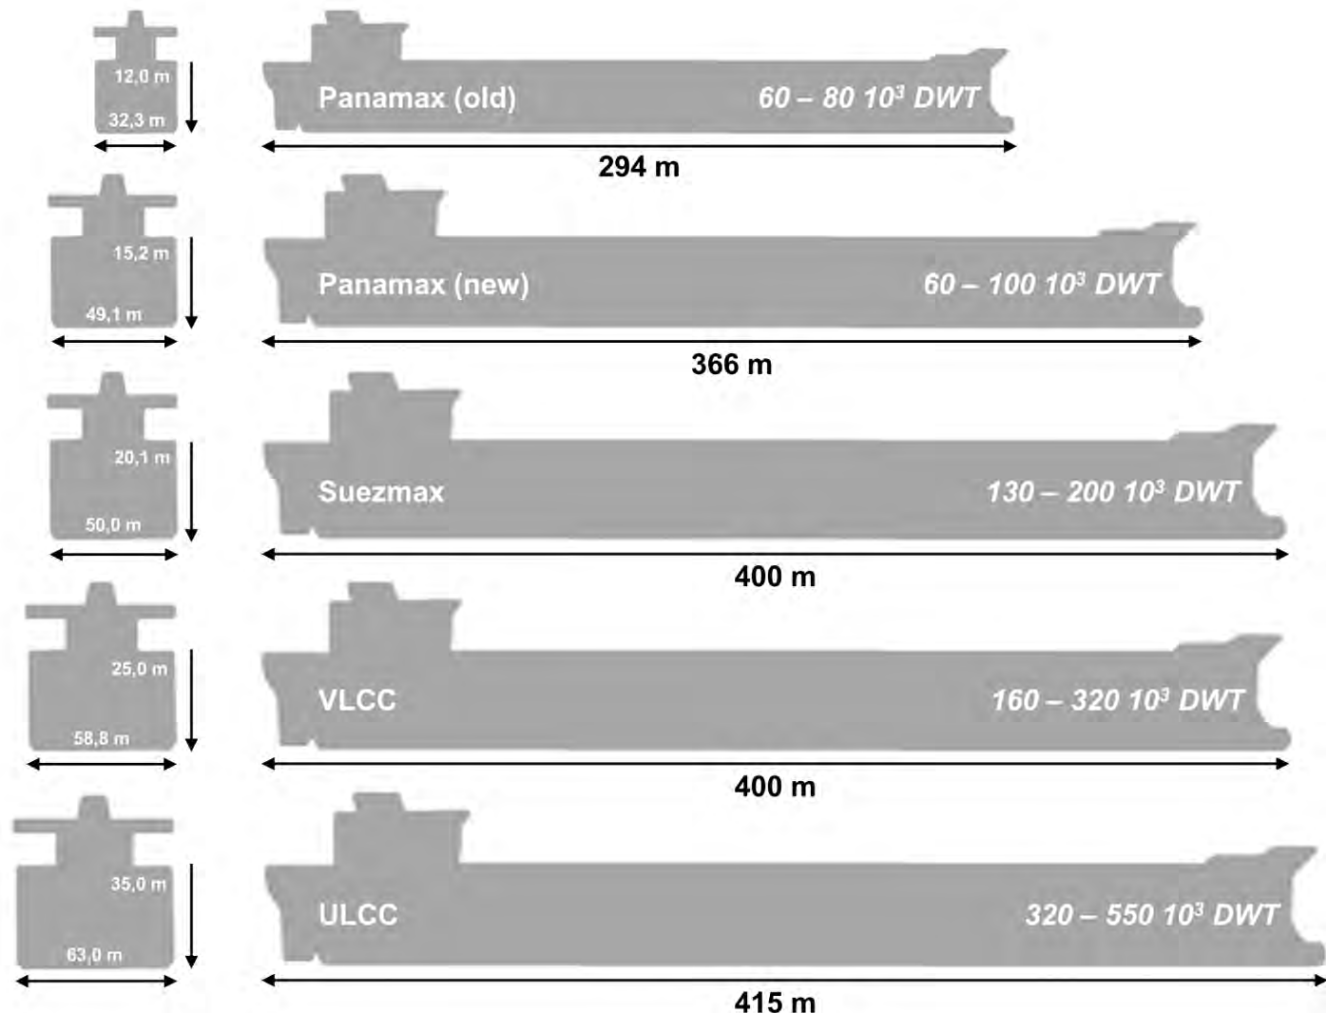 12,0 m
32,3 m
Panamax (old)
60 – 80 10³ DWT
294 m
15,2 m
49,1 m
Panamax (new)
60 – 100 10³ DWT
366 m
20,1 m
50,0 m
Suezmax
130 – 200 10³ DWT
400 m
25,0 m
58,8 m
VLCC
160 – 320 10³ DWT
400 m
35,0 m
63,0 m
ULCC
320 – 550 10³ DWT
415 m